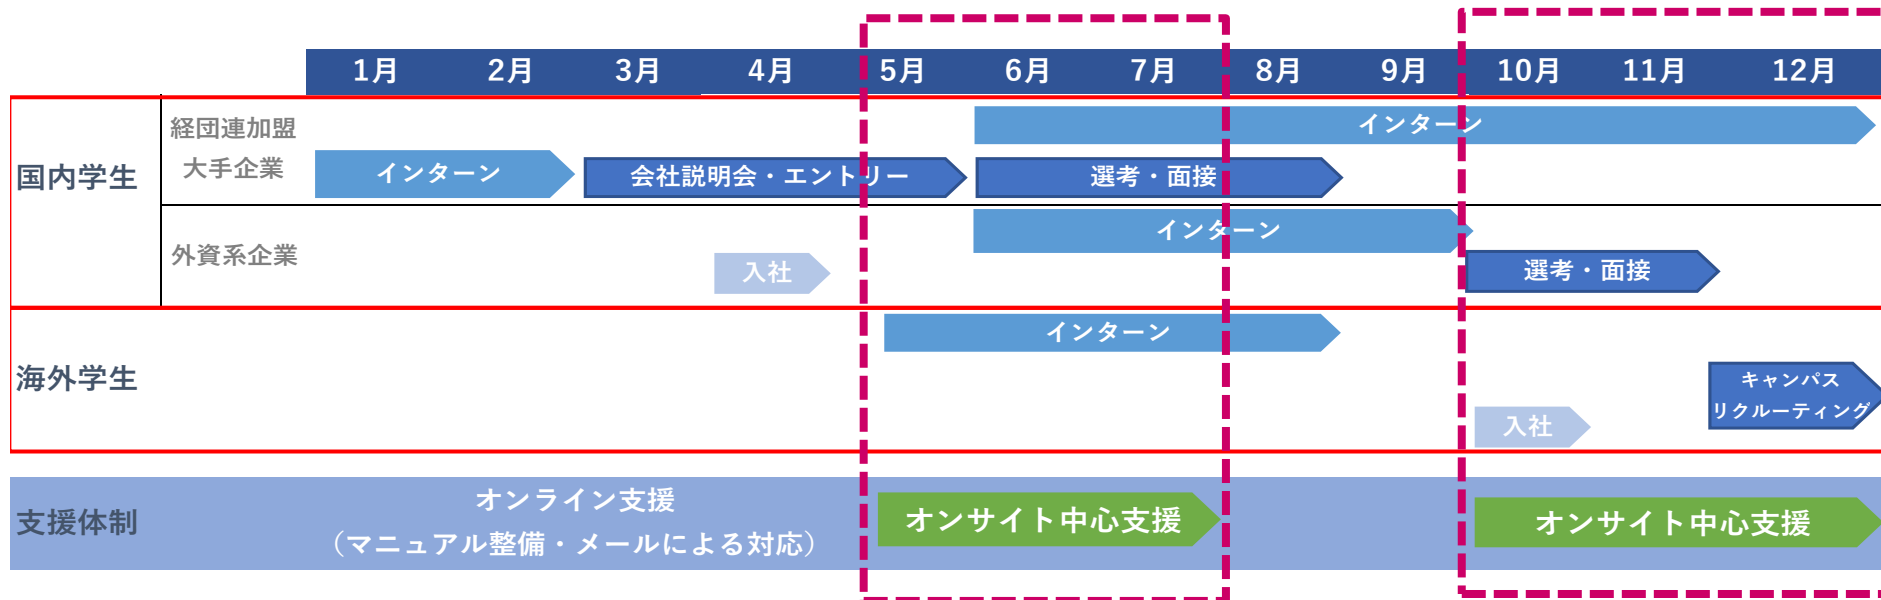 1月 2月 3月 4月 5月 6月 7月 8月 9月 10月 11月 12月
国内学生
経団連加盟
大手企業
インターン
インターン
会社説明会・エントリー
選考・面接
外資系企業
インターン
入社
選考・面接
海外学生
インターン
入社
キャンパス
リクルーティング
支援体制
オンライン支援
（マニュアル整備・メールによる対応）
オンサイト中心支援
オンサイト中心支援